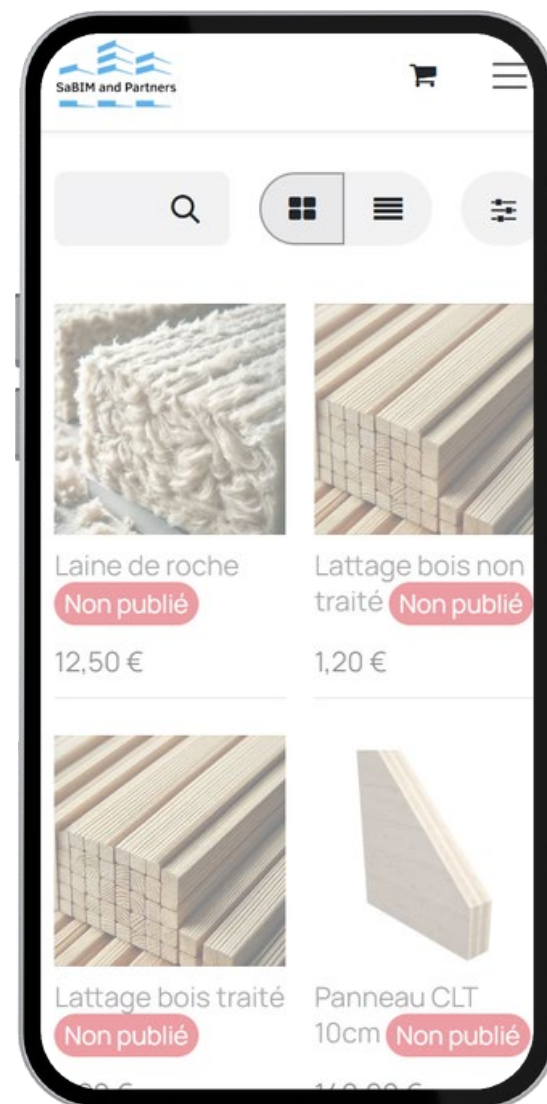 SaBIM and Partners
Laine de roche
Non publié
12,50 €
Lattage bois non
traité Non publié
1,20 €
Lattage bois traité
Non publié
Panneau CLT
10cm Non publié